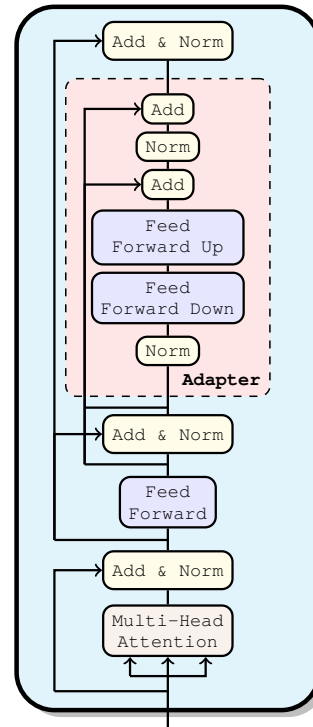 Add & Norm
Add
Norm
Add
Feed
Forward Up
Feed
Forward Down
Norm
Adapter
Add & Norm
Feed
Forward
Add & Norm
Multi-Head
Attention